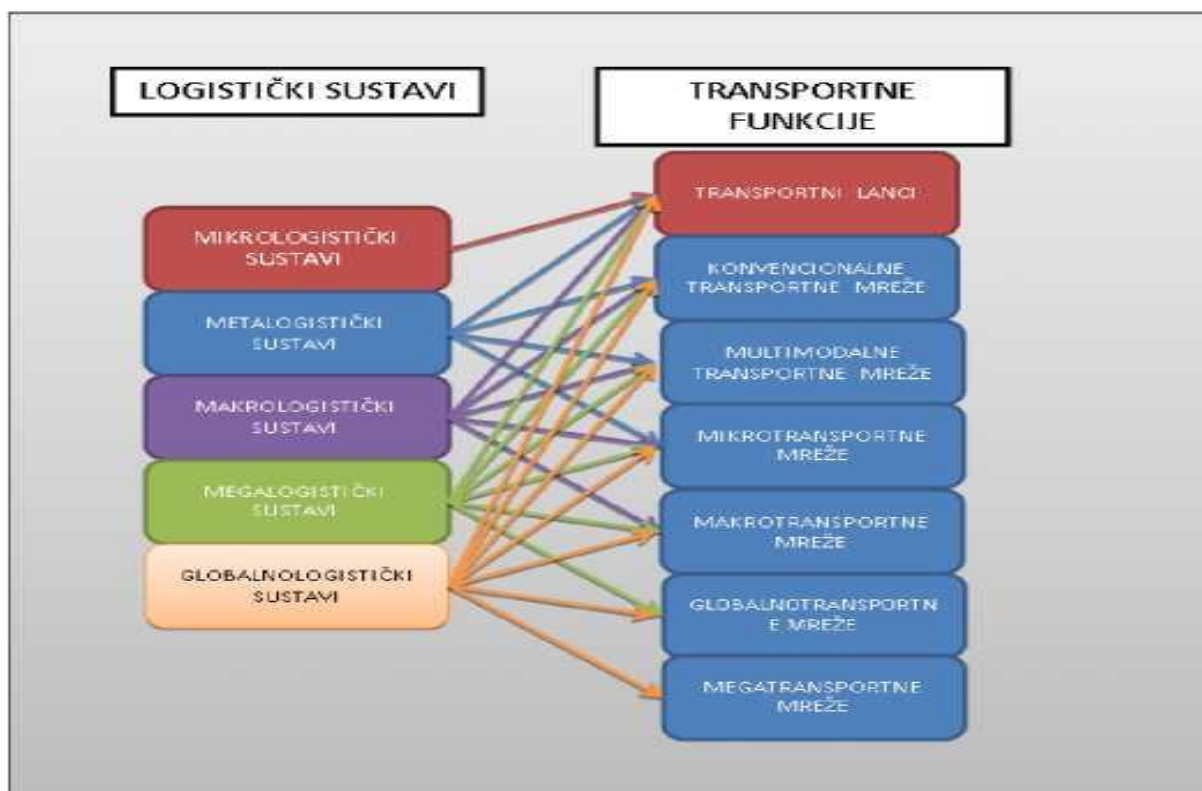 LOGISTIČKI SUSTAVI
TRANSPORTNE
FUNKCIJE
MIKROLOGISTIČKI
SUSTAVI
METALOGISTIČKI
SUSTAVI
MAKROLOGISTIČKI
SUSTAVI
MEGALOGISTIČKI
SUSTAVI
GLOBALNOLOGISTIČKI
SUSTAVI
TRANSPORTNI LANCI
KONVENCIONALNE
TRANSPORTNE MREŽE
MULTIMODALNE
TRANSPORTNE MREŽE
MIKROTRANSPORTNE
MREŽE
MAKROTRANSPORTNE
MREŽE
GLOBALNOTRANSPORTN
E MREŽE
MEGATRANSPORTNE
MREŽE